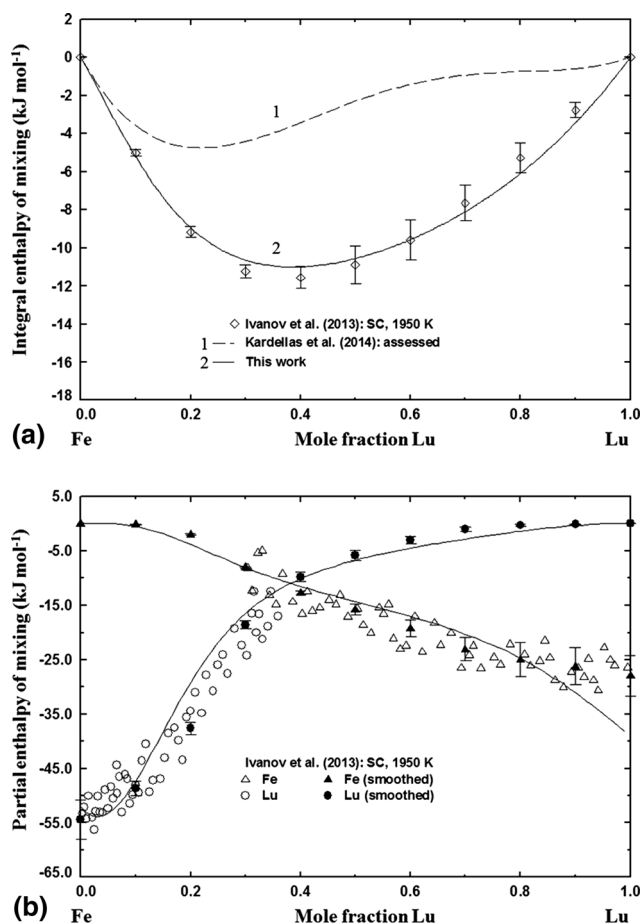 2
0
-2
-4
-6
-8
-10
-12
-14
-16
-18
Integral enthalpy of mixing (kJ mol-1)
1
2
Ivanov et al. (2013): SC, 1950 K
1 Kardellas et al. (2014): assessed
2 This work
0.0 0.2 0.4 0.6 0.8 1.0
(a) Fe Mole fraction Lu Lu
5.0
-5.0
-15.0
-25.0
-35.0
-45.0
-55.0
-65.0
Partial enthalpy of mixing (kJ mol-1)
Ivanov et al. (2013): SC, 1950 K
Fe Fe (smoothed)
Lu Lu (smoothed)
0.0 0.2 0.4 0.6 0.8 1.0
(b) Fe Mole fraction Lu Lu